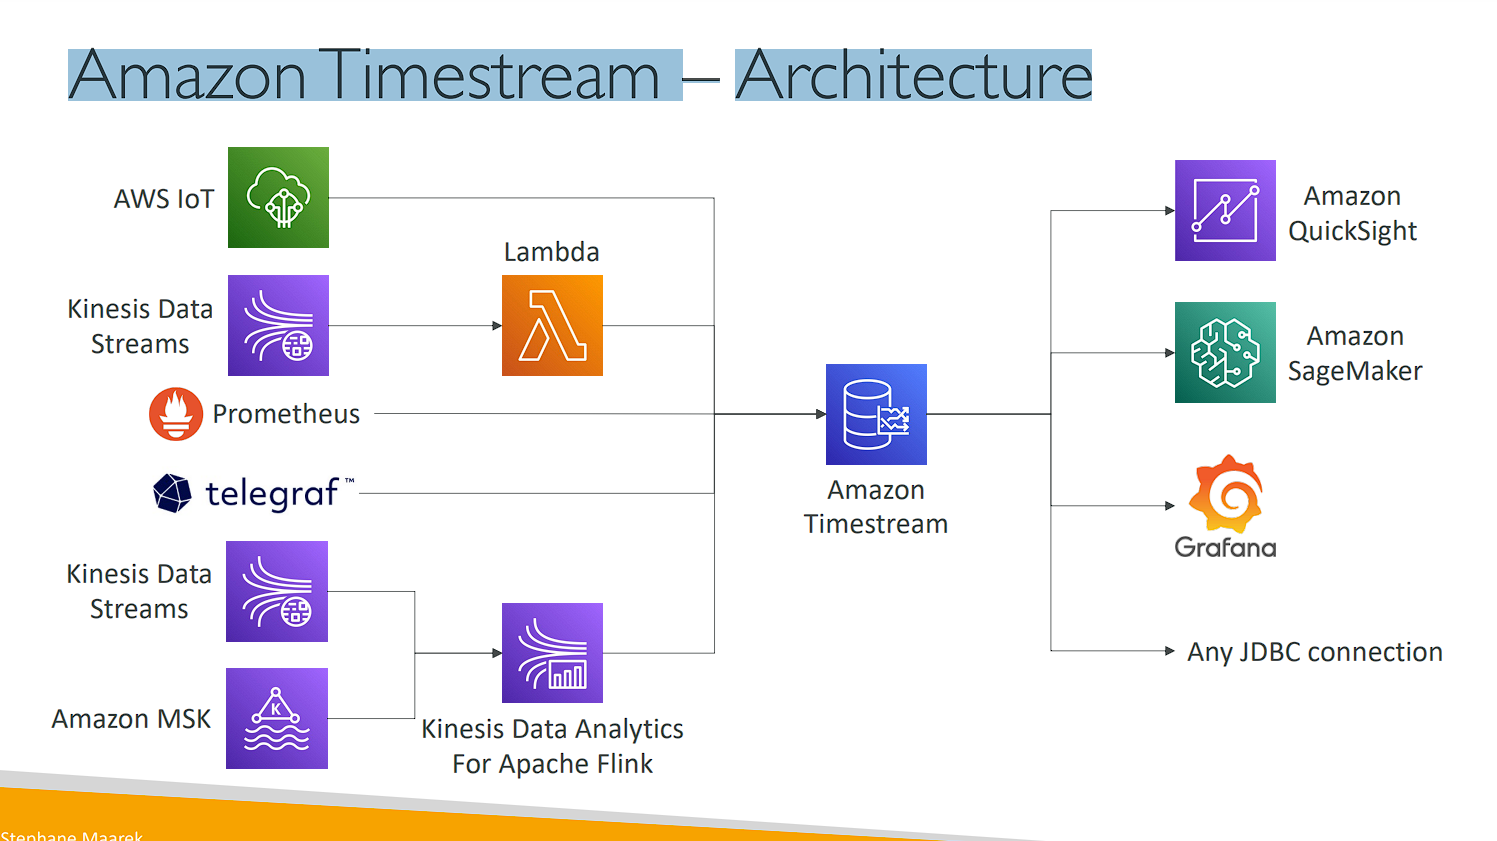 Amazon Timestream – Architecture
AWS IoT
Lambda
Kinesis Data
Streams
Prometheus
telegraf™
Kinesis Data
Streams
Amazon MSK
K
Kinesis Data Analytics
For Apache Flink
Amazon
Timestream
Amazon
QuickSight
Amazon
SageMaker
Grafana
Any JDBC connection
Stephane Maarek